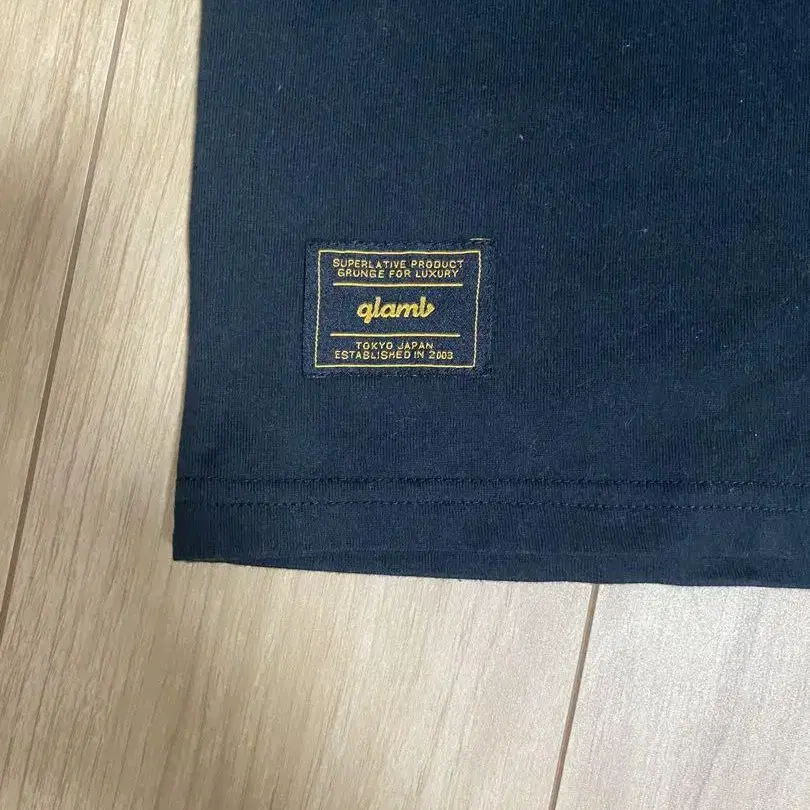 SUPERLATIVE PRODUCT
GRUNGE FOR LUXURY
glamb
TOKYO JAPAN
ESTABLISHED IN 2003